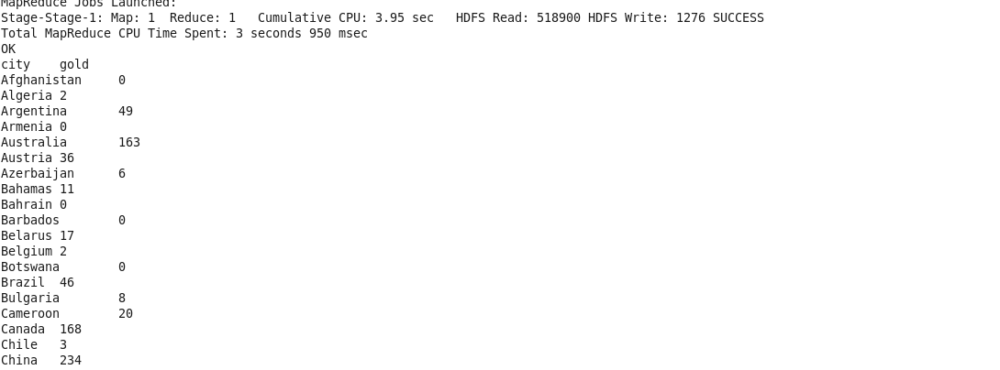 MapReduce Jobs Launched:
Stage-Stage-1: Map: 1  Reduce: 1   Cumulative CPU: 3.95 sec   HDFS Read: 518900 HDFS Write: 1276 SUCCESS
Total MapReduce CPU Time Spent: 3 seconds 950 msec
OK
city	gold
Afghanistan	0
Algeria	2
Argentina	49
Armenia	0
Australia	163
Austria	36
Azerbaijan	6
Bahamas	11
Bahrain	0
Barbados	0
Belarus	17
Belgium	2
Botswana	0
Brazil	46
Bulgaria	8
Cameroon	20
Canada	168
Chile	3
China	234